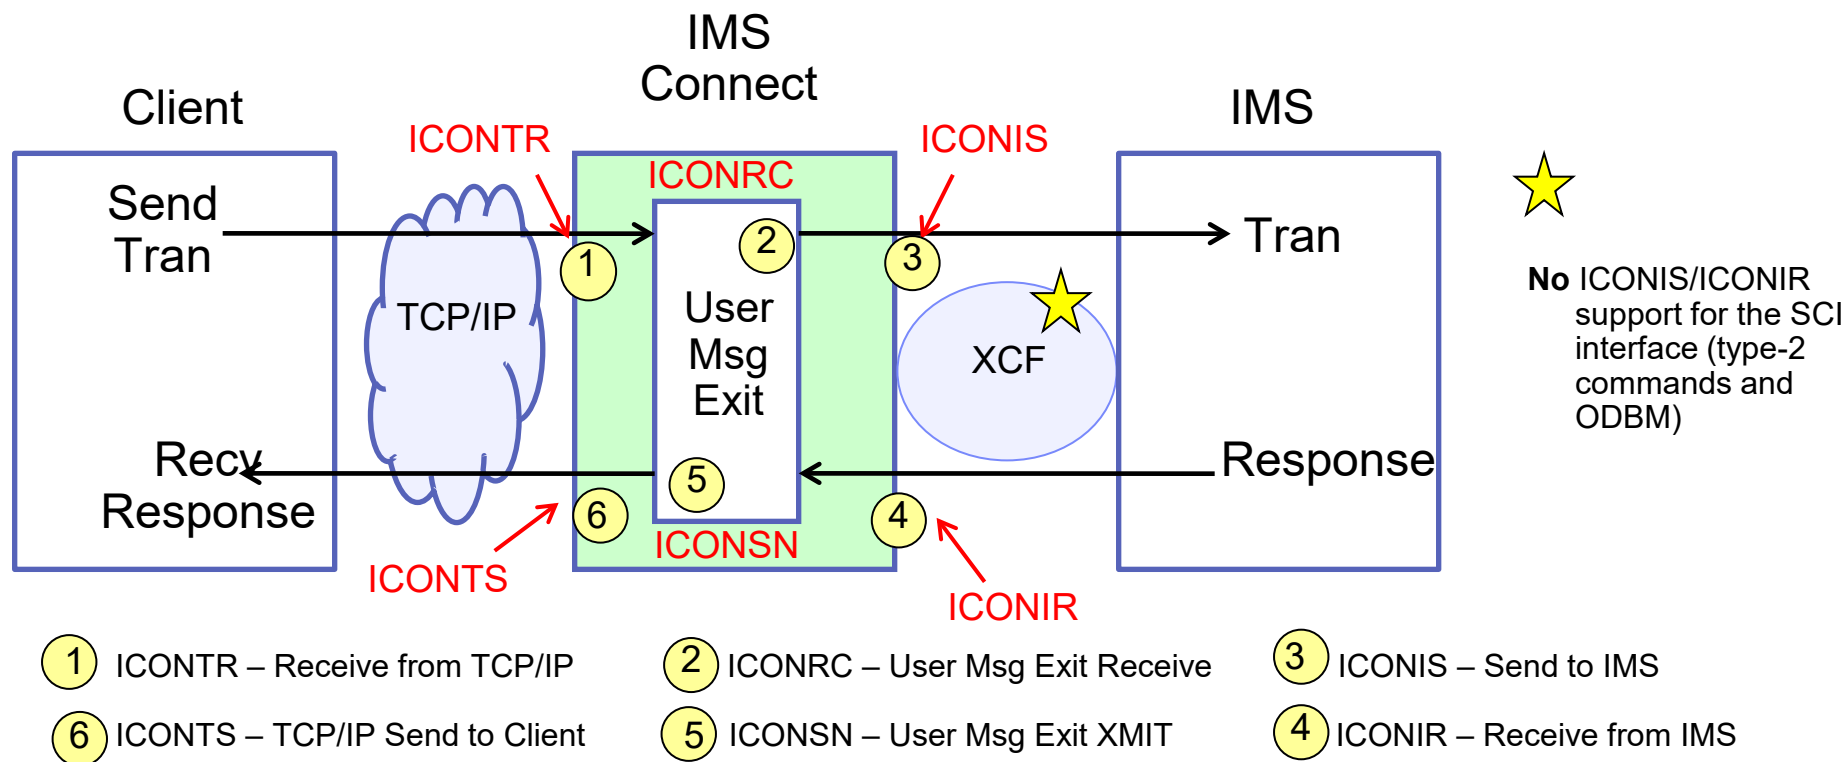 IMS
Connect
Client
IMS
ICONTR
ICONIS
ICONRC
Send
Tran
1
2
3
Tran
TCP/IP
User
Msg
Exit
XCF
No ICONIS/ICONIR
support for the SCI
interface (type-2
commands and
ODBM)
Recv
Response
Response
5
6
4
ICONSN
ICONTS
ICONIR
1 ICONTR – Receive from TCP/IP
2 ICONRC – User Msg Exit Receive
3 ICONIS – Send to IMS
6 ICONTS – TCP/IP Send to Client
5 ICONSN – User Msg Exit XMIT
4 ICONIR – Receive from IMS